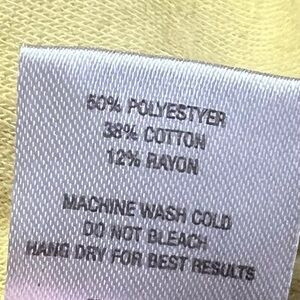 50% POLYESTYER
38% COTTON
12% RAYON
MACHINE WASH COLD
DO NOT BLEACH
HANG DRY FOR BEST RESULTS